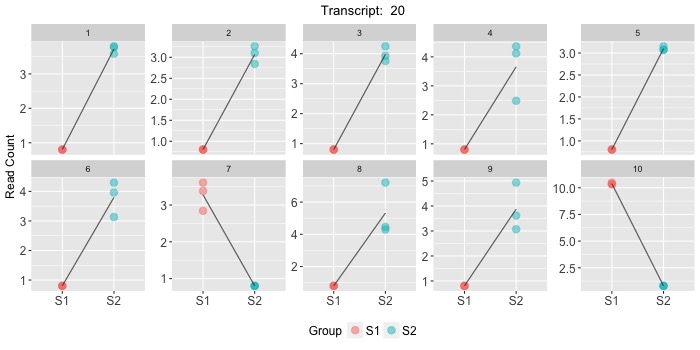 Transcript: 20
1 2 3 4 5
3 2 1
3.0 2.5 2.0 1.5 1.0
4 3 2 1
4 3 2 1
3.0 2.5 2.0 1.5 1.0
Read Count
6 7 8 9 10
4 3 2 1
3 2 1
6 4 2
5 4 3 2 1
10.0 7.5 5.0 2.5
S1 S2 S1 S2 S1 S2 S1 S2 S1 S2
Group S1 S2